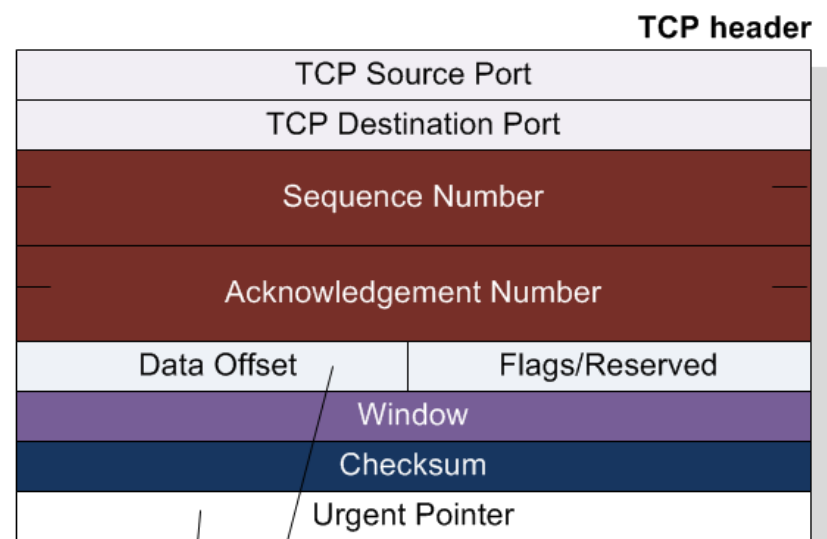 TCP header
TCP Source Port
TCP Destination Port
Sequence Number
Acknowledgement Number
Data Offset
Flags/Reserved
Window
Checksum
Urgent Pointer